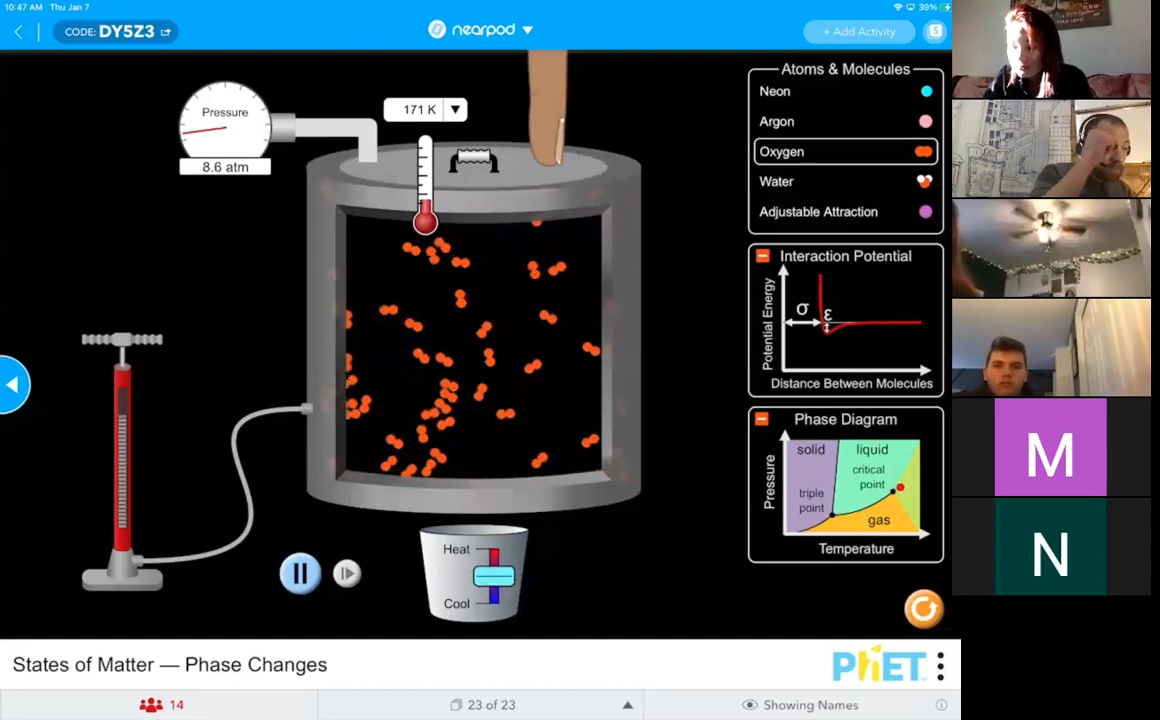 10:47 AM Thu Jan 7
39%
CODE: DY5Z3
nearpod
+ Add Activity
S
Pressure
8.6 atm
171 K
Atoms & Molecules
Neon
Argon
Oxygen
Water
Adjustable Attraction
Interaction Potential
Potential Energy
σ
ε
Distance Between Molecules
Phase Diagram
Pressure
solid
liquid
critical
point
triple
point
gas
Temperature
Heat
Cool
States of Matter — Phase Changes
PhET
14
23 of 23
Showing Names
M
N